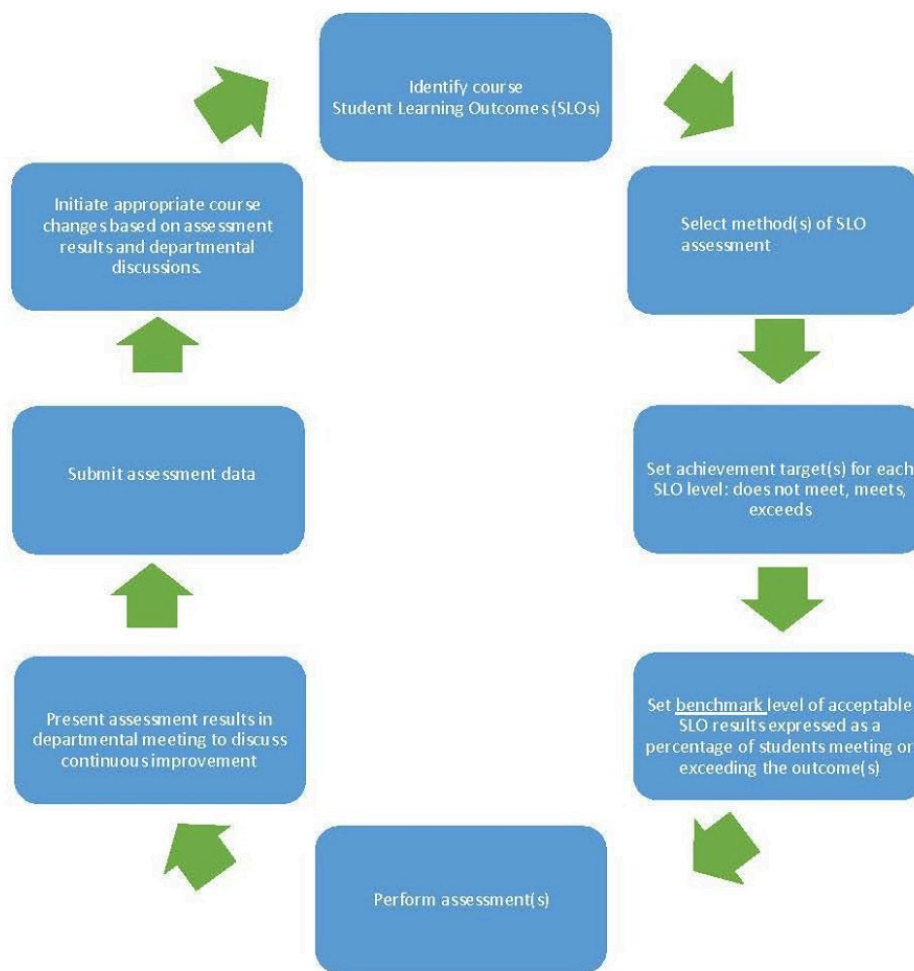 Identify course
Student Learning Outcomes (SLOs)
Select method(s) of SLO
assessment
Set achievement target(s) for each
SLO level: does not meet, meets,
exceeds
Set benchmark level of acceptable
SLO results expressed as a
percentage of students meeting or
exceeding the outcome(s)
Perform assessment(s)
Present assessment results in
departmental meeting to discuss
continuous improvement
Submit assessment data
Initiate appropriate course
changes based on assessment
results and departmental
discussions.